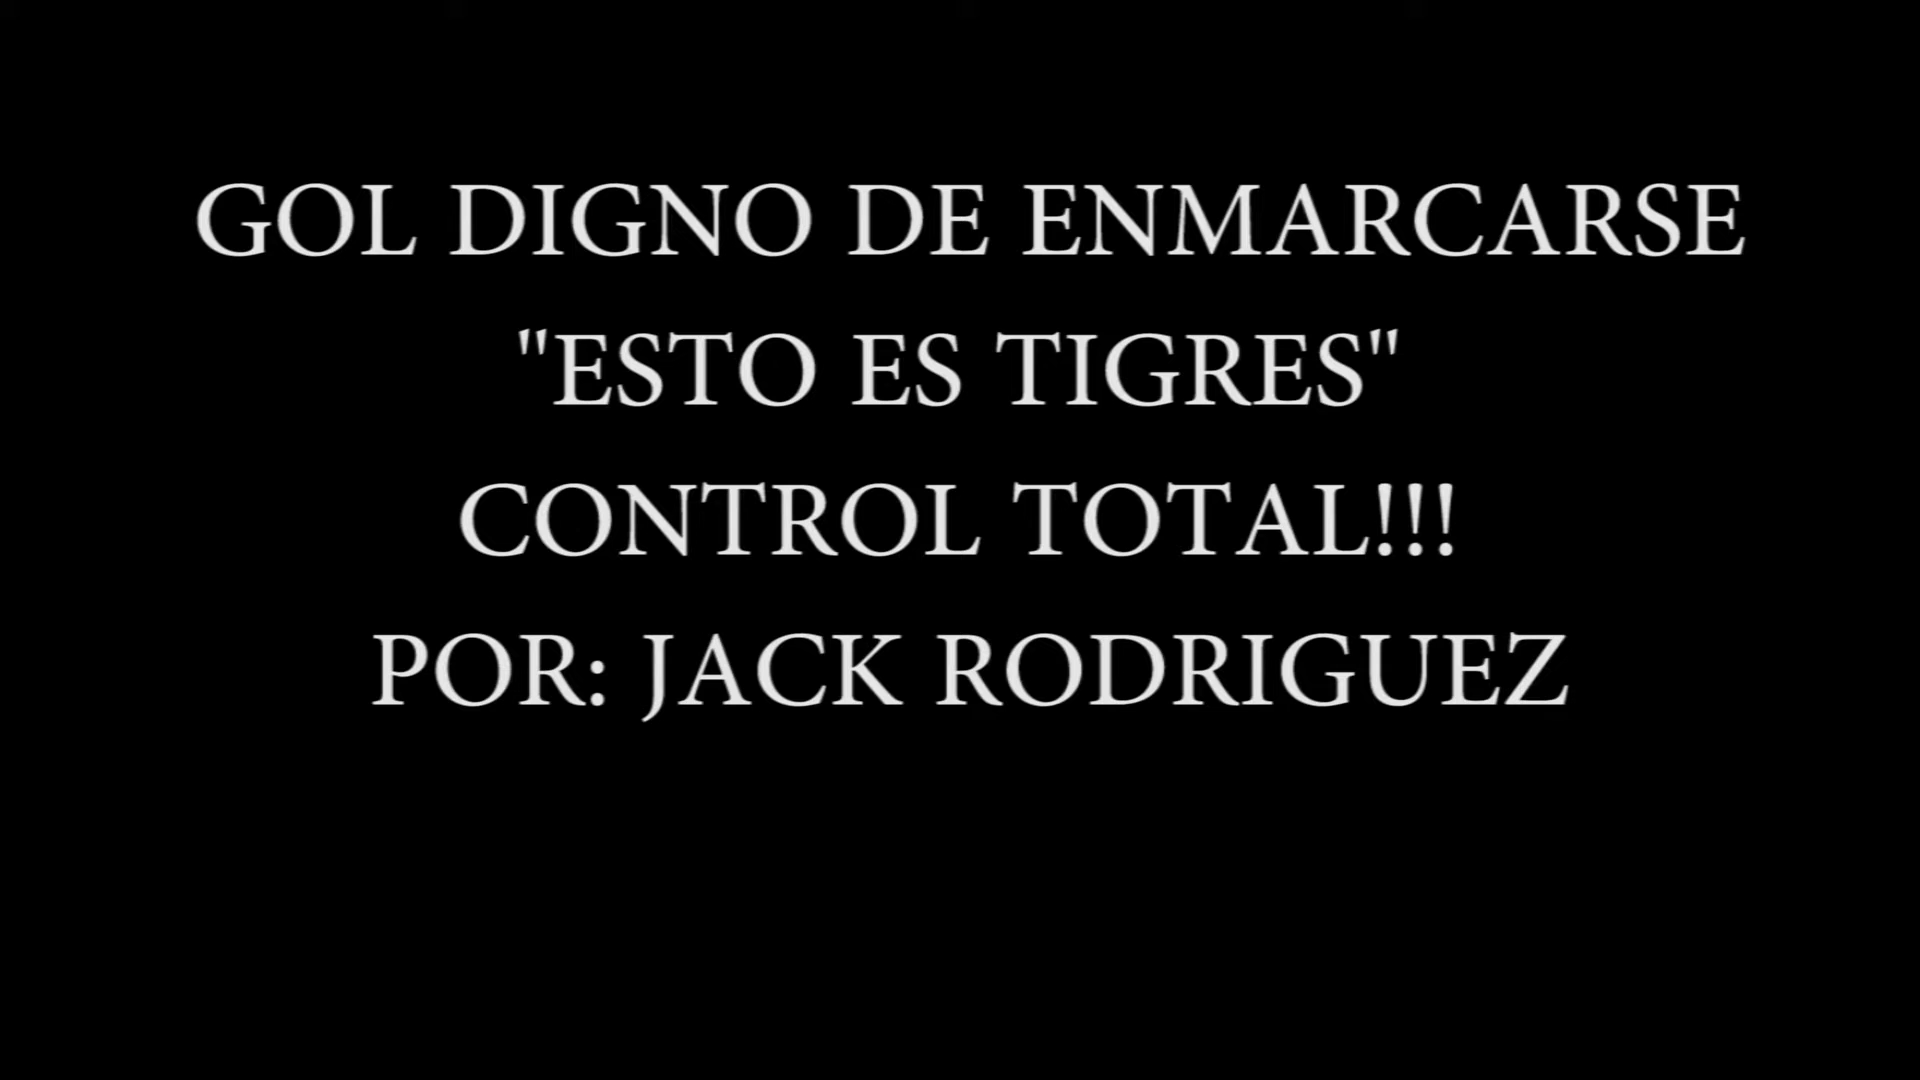 GOL DIGNO DE ENMARCARSE
"ESTO ES TIGRES"
CONTROL TOTAL!!!
POR: JACK RODRIGUEZ